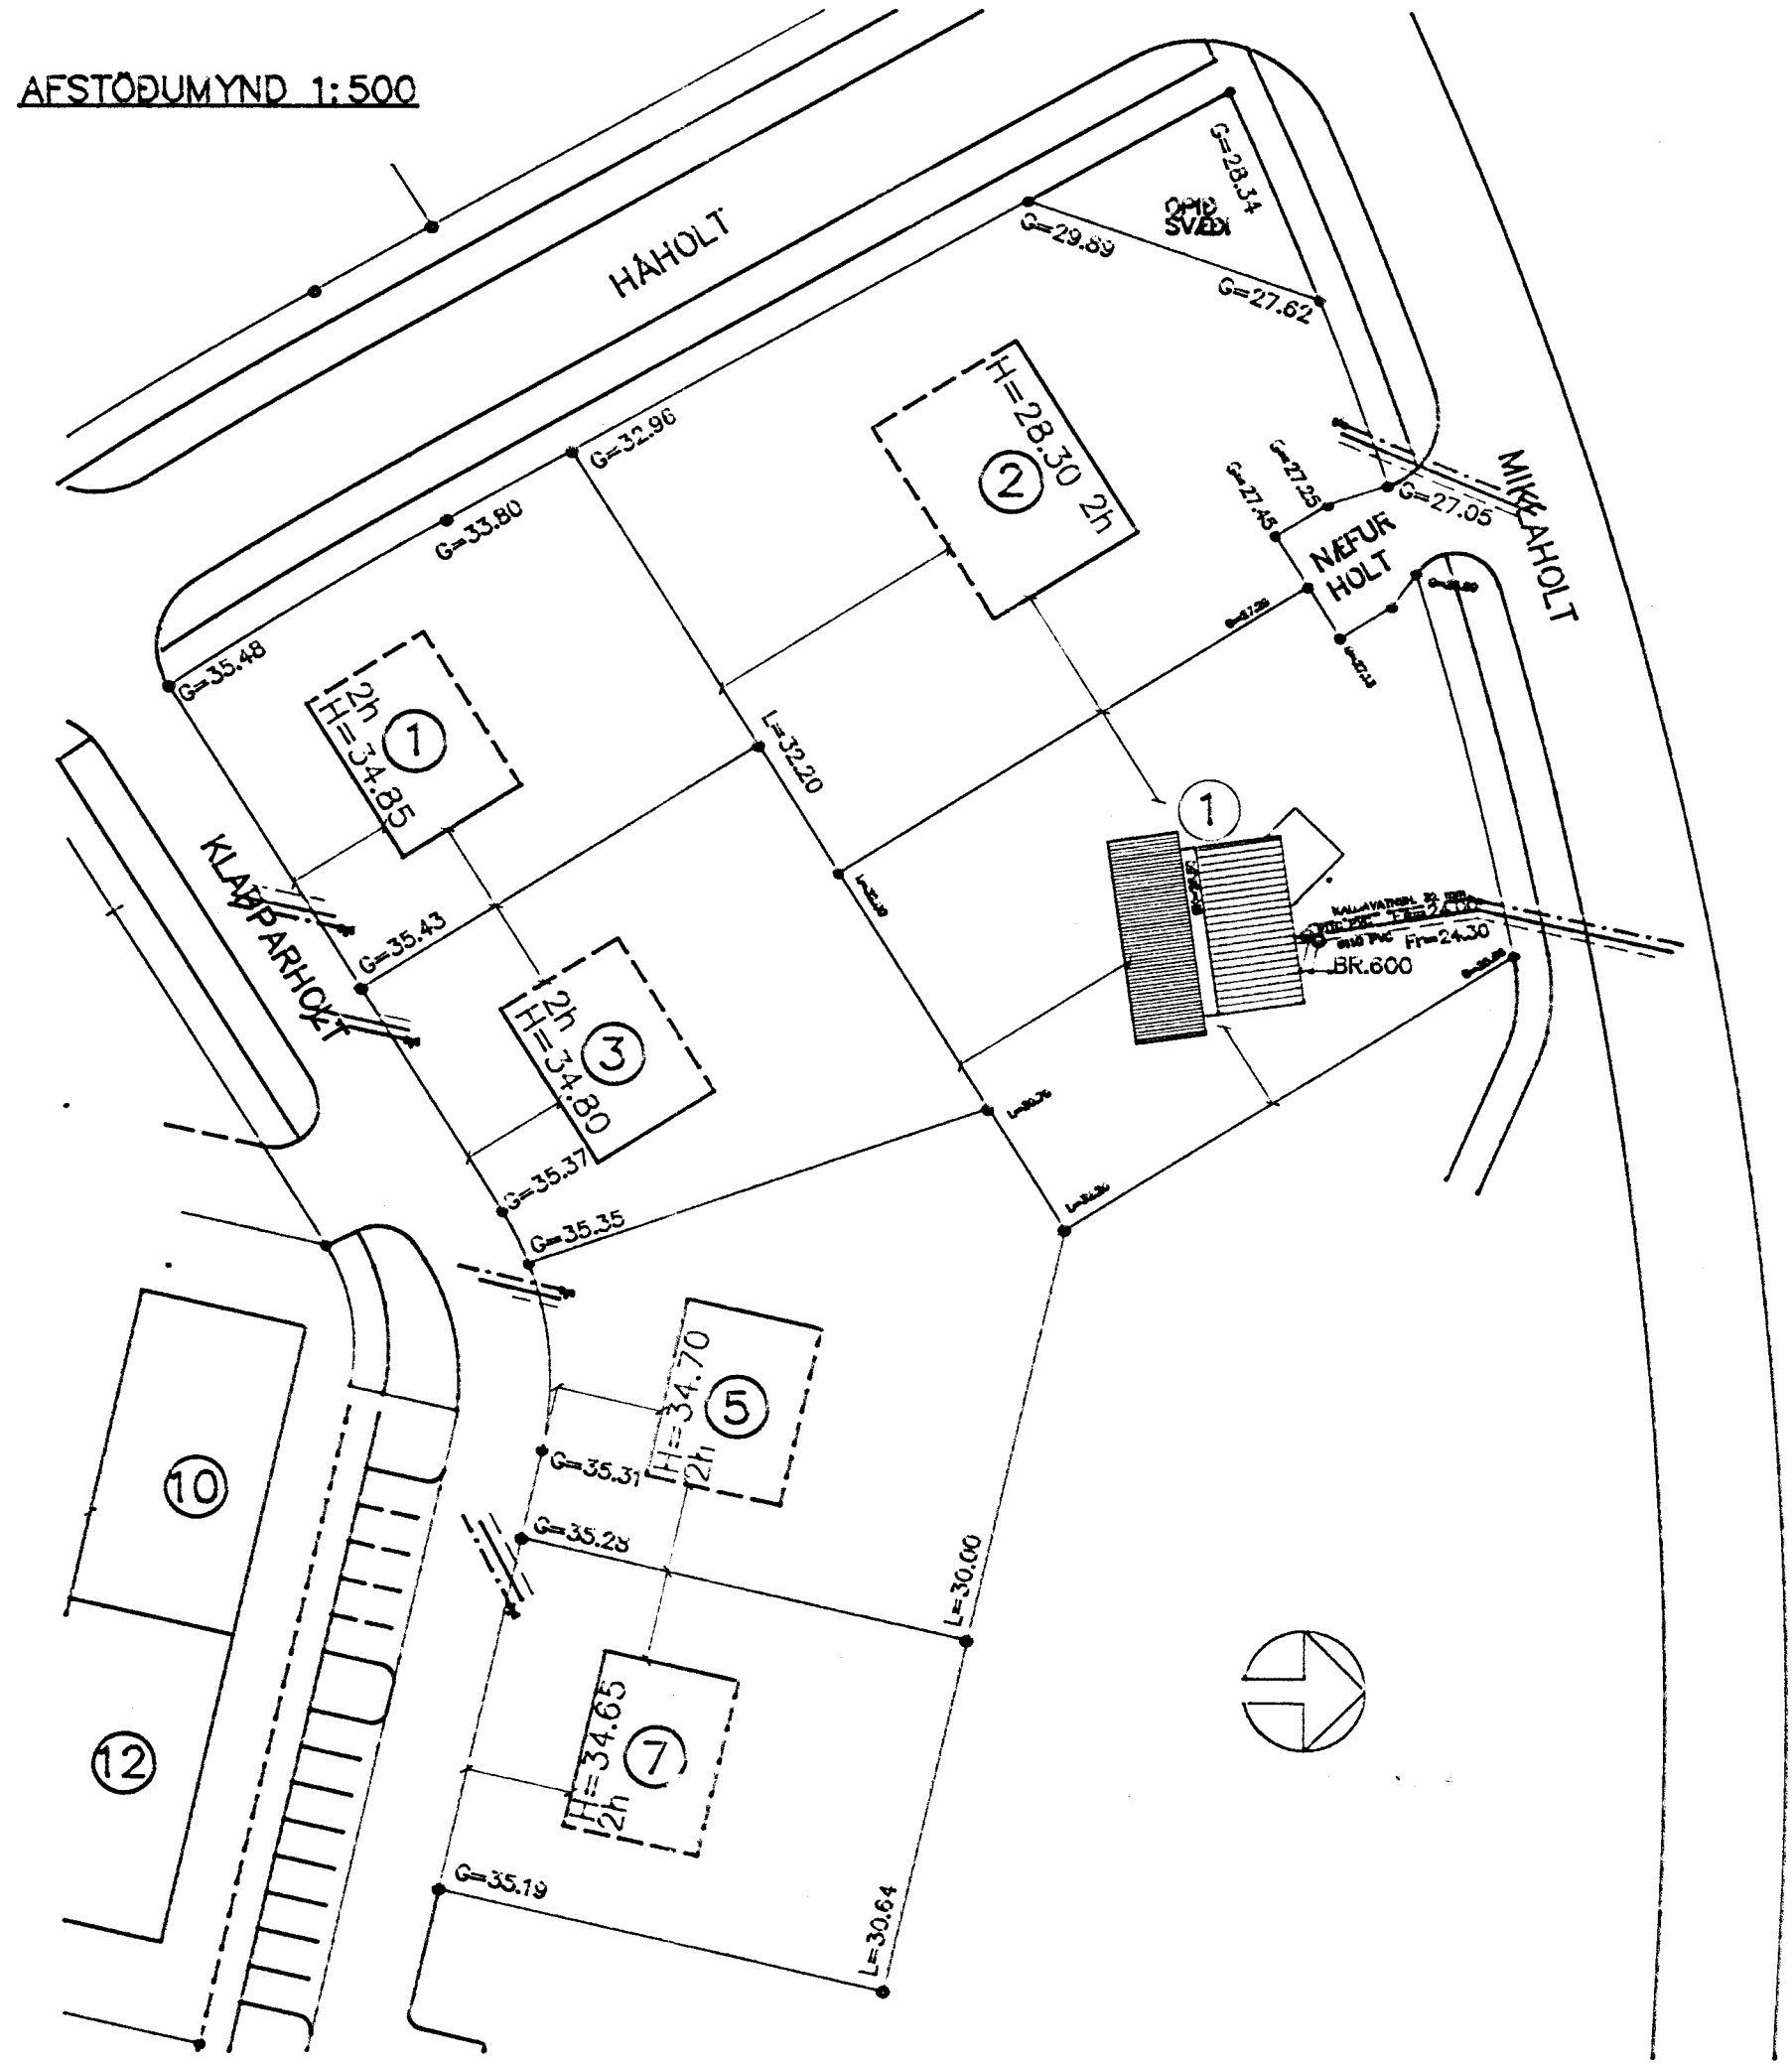 AFSTÖÐUMYND 1:500
HÁHOLT
G=28.34
OPIÐ
SVÆÐI
G=29.89
G=27.62
G=32.96
G=33.80
H=28.30 2h
2
G=27.25
G=27.45
G=27.05
MIKLAHOLT
NÆFUR
HOLT
G=35.48
2h
H=34.85
1
L=32.20
1
KLAPPARHOLT
G=35.43
Fr=24.30
BR.600
2h
H=34.80
3
G=35.37
G=35.35
H=34.70
2h
5
G=35.31
10
G=35.28
L=30.00
H=34.65
2h
7
12
G=35.19
L=30.64